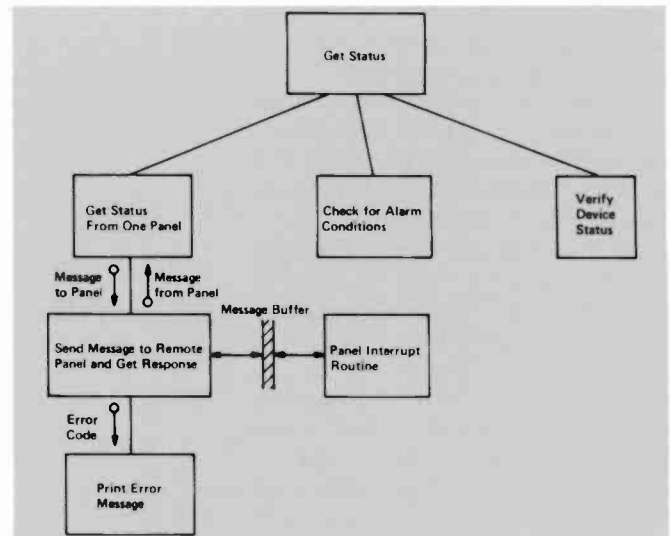 Get Status
Get Status
From One Panel
Check for Alarm
Conditions
Verify
Device
Status
Message
to Panel
Message
from Panel
Message Buffer
Send Message to Remote
Panel and Get Response
Panel Interrupt
Routine
Error
Code
Print Error
Message